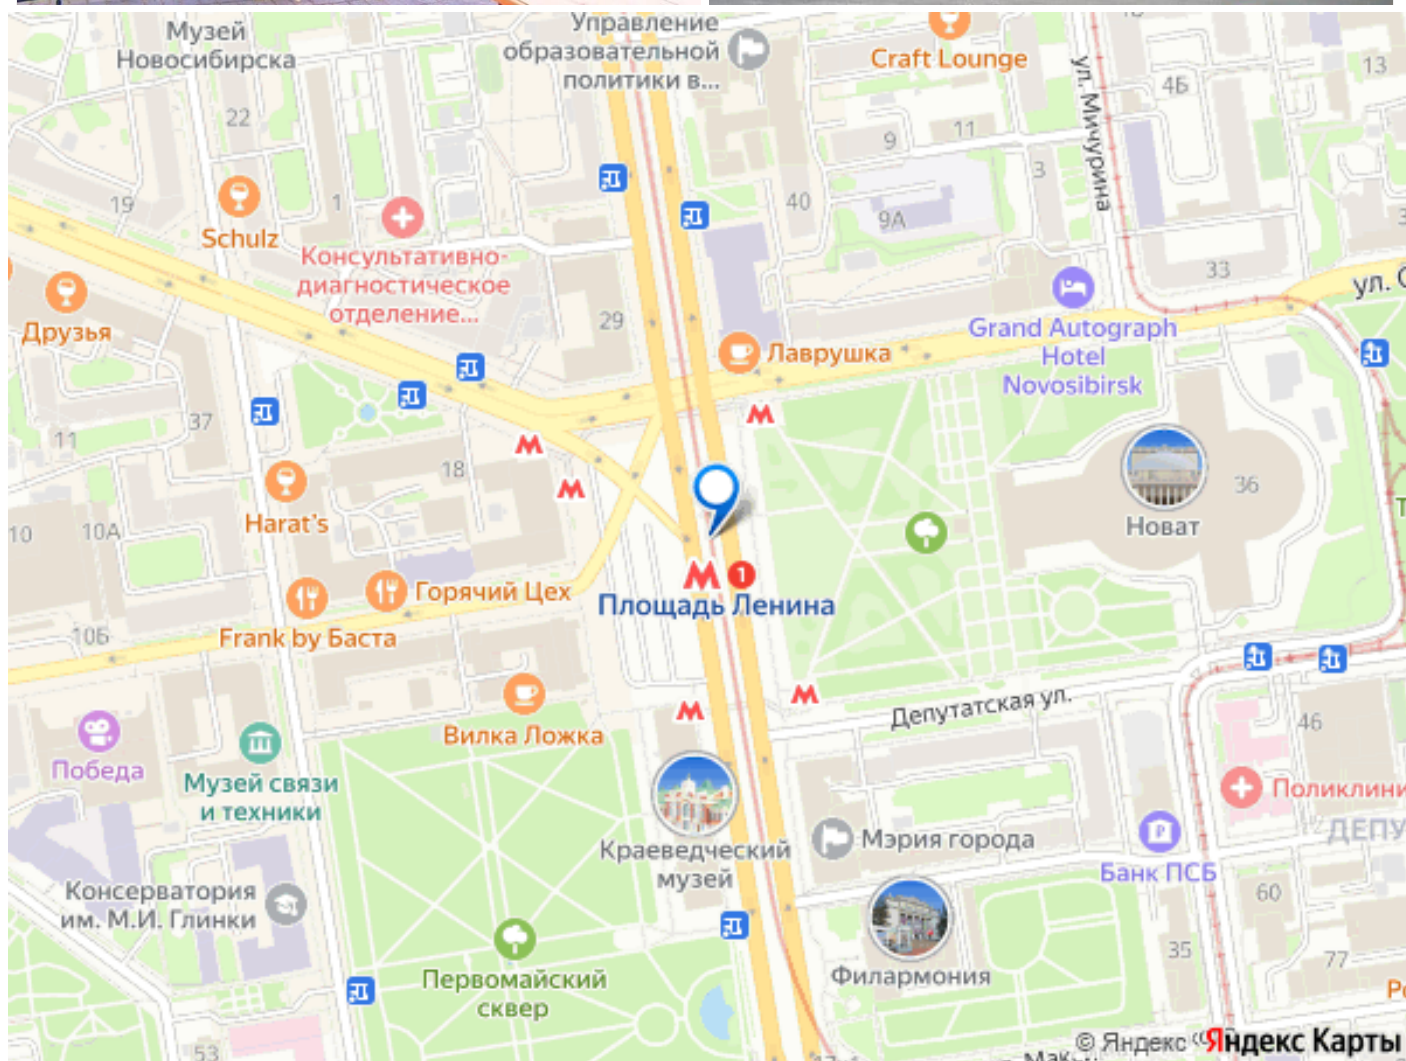 Музей
Новосибирска
Управление
образовательной
политики в...
Craft Lounge
ул. Мичурина
4Б
13
22
9
11
3
19
1
40
9А
Schulz
Консультативно-
диагностическое
отделение...
33
ул. С
Друзья
29
Лаврушка
Grand Autograph
Hotel
Novosibirsk
37
11
18
36
Harat's
Новат
10
10А
Горячий Цех
1
Площадь Ленина
10Б
Frank by Баста
Депутатская ул.
46
Вилка Ложка
Победа
Музей связи
и техники
Поликлини
ДЕПУ
Краеведческий
музей
Мэрия города
Банк ПСБ
Консерватория
им. М.И. Глинки
60
35
77
Филармония
Первомайский
сквер
53
© Яндекс
Яндекс Карты